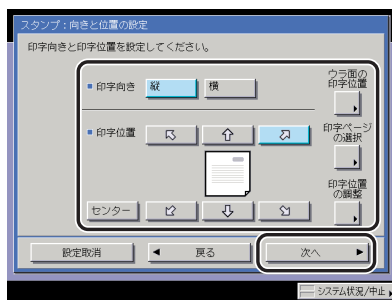 スタンプ：向きと位置の設定
印字向きと印字位置を設定してください。
ウラ面の
印字位置
印字向き 縦 横
印字位置
印字ページ
の選択
印字位置
の調整
センター
設定取消 戻る 次へ
システム状況/中止